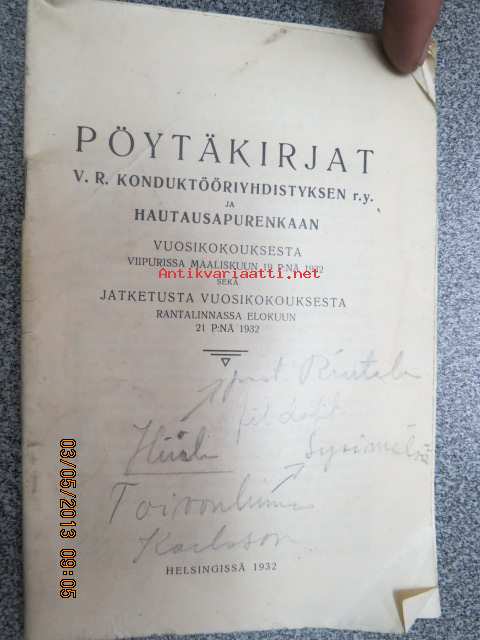 PÖYTÄKIRJAT
V. R. KONDUKTÖÖRIYHDISTYKSEN r.y.
JA
HAUTAUSAPURENKAAN
VUOSIKOKOUKSESTA
VIIPURISSA MAALISKUUN 19 P:NÄ 1932
Antikvariaatti.net
SEKÄ
JATKETUSTA VUOSIKOKOUKSESTA
RANTALINNASSA ELOKUUN
21 P:NÄ 1932
Karlsson
HELSINGISSÄ 1932
03/05/2013 09:05